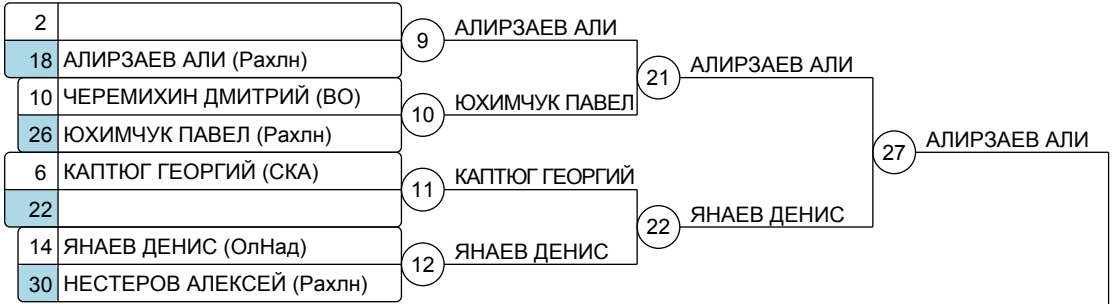 2
18 АЛИРЗАЕВ АЛИ (Рахлн)
9 АЛИРЗАЕВ АЛИ
10 ЧЕРЕМИХИН ДМИТРИЙ (ВО)
26 ЮХИМЧУК ПАВЕЛ (Рахлн)
10 ЮХИМЧУК ПАВЕЛ
21 АЛИРЗАЕВ АЛИ
6 КАПТЮГ ГЕОРГИЙ (СКА)
22
11 КАПТЮГ ГЕОРГИЙ
14 ЯНАЕВ ДЕНИС (ОлНад)
30 НЕСТЕРОВ АЛЕКСЕЙ (Рахлн)
12 ЯНАЕВ ДЕНИС
22 ЯНАЕВ ДЕНИС
27 АЛИРЗАЕВ АЛИ